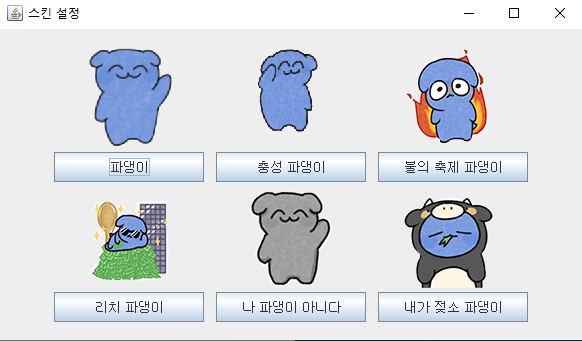 스킨 설정
파댕이
충성 파댕이
불의 축제 파댕이
리치 파댕이
나 파댕이 아니다
내가 젖소 파댕이